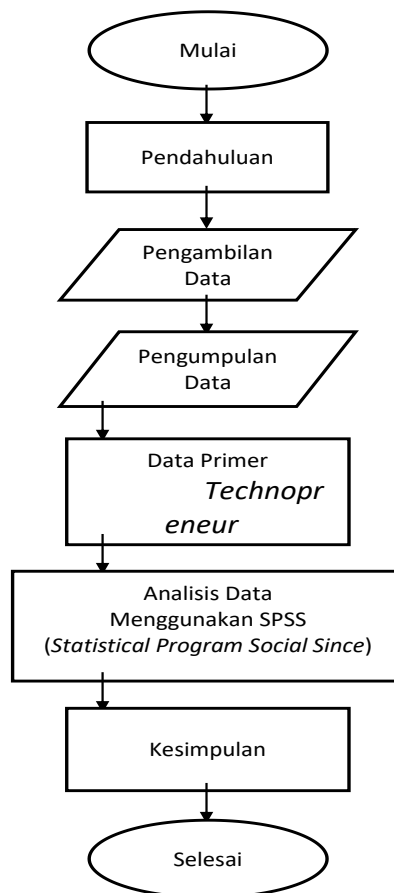 Mulai
Pendahuluan
Pengambilan
Data
Pengumpulan
Data
Data Primer
Technopr
eneur
Analisis Data
Menggunakan SPSS
(Statistical Program Social Since)
Kesimpulan
Selesai